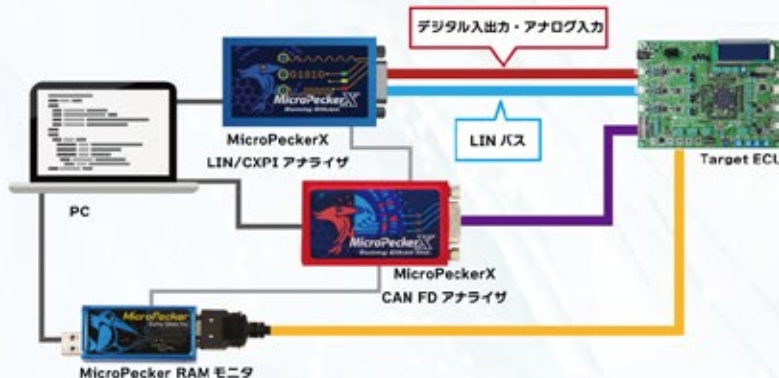 デジタル入出力・アナログ入力
MicroPeckerX
MicroPeckerX
LIN/CXPI アナライザ
LIN バス
Target ECU
PC
MicroPeckerX
MicroPeckerX
CAN FD アナライザ
MicroPecker
MicroPecker RAM モニタ